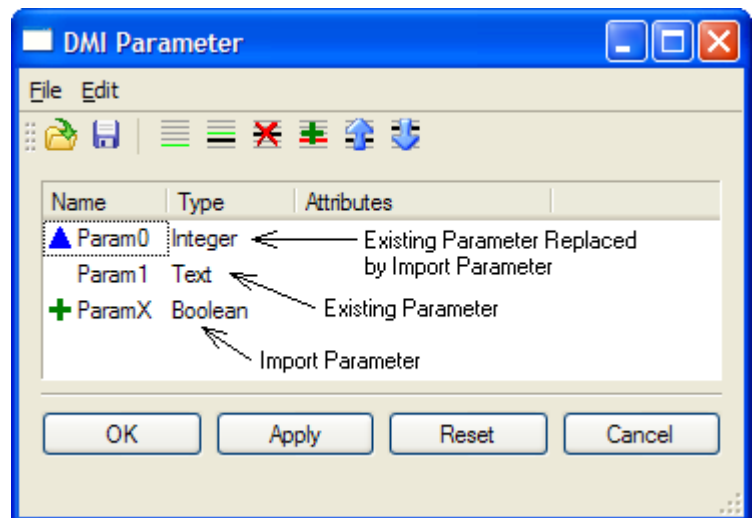 DMI Parameter
File Edit
Name Type Attributes
Param0 Integer Existing Parameter Replaced
by Import Parameter
Param1 Text
Existing Parameter
ParamX Boolean
Import Parameter
OK Apply Reset Cancel